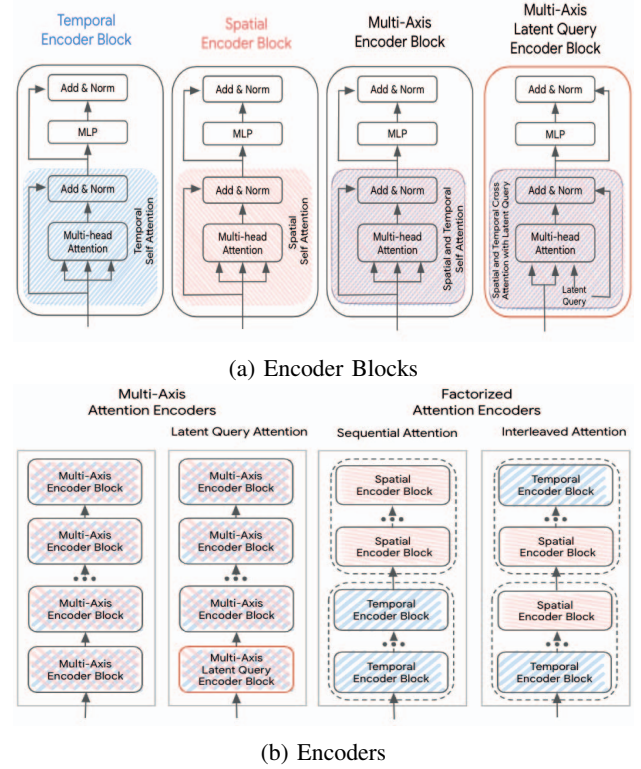 Temporal
Encoder Block
Spatial
Encoder Block
Multi-Axis
Encoder Block
Multi-Axis
Latent Query
Encoder Block
Add & Norm
MLP
Add & Norm
Multi-head
Attention
Temporal
Self Attention
Add & Norm
MLP
Add & Norm
Multi-head
Attention
Spatial
Self Attention
Add & Norm
MLP
Add & Norm
Multi-head
Attention
Spatial and Temporal
Self Attention
Add & Norm
MLP
Add & Norm
Multi-head
Attention
Latent
Query
Spatial and Temporal Cross
Attention with Latent Query
(a) Encoder Blocks
Multi-Axis
Attention Encoders
Factorized
Attention Encoders
Latent Query Attention
Sequential Attention
Interleaved Attention
Multi-Axis
Encoder Block
Multi-Axis
Encoder Block
Multi-Axis
Encoder Block
Multi-Axis
Encoder Block
Multi-Axis
Encoder Block
Multi-Axis
Encoder Block
Multi-Axis
Encoder Block
Multi-Axis
Latent Query
Encoder Block
Spatial
Encoder Block
Spatial
Encoder Block
Temporal
Encoder Block
Temporal
Encoder Block
Temporal
Encoder Block
Spatial
Encoder Block
Spatial
Encoder Block
Temporal
Encoder Block
(b) Encoders